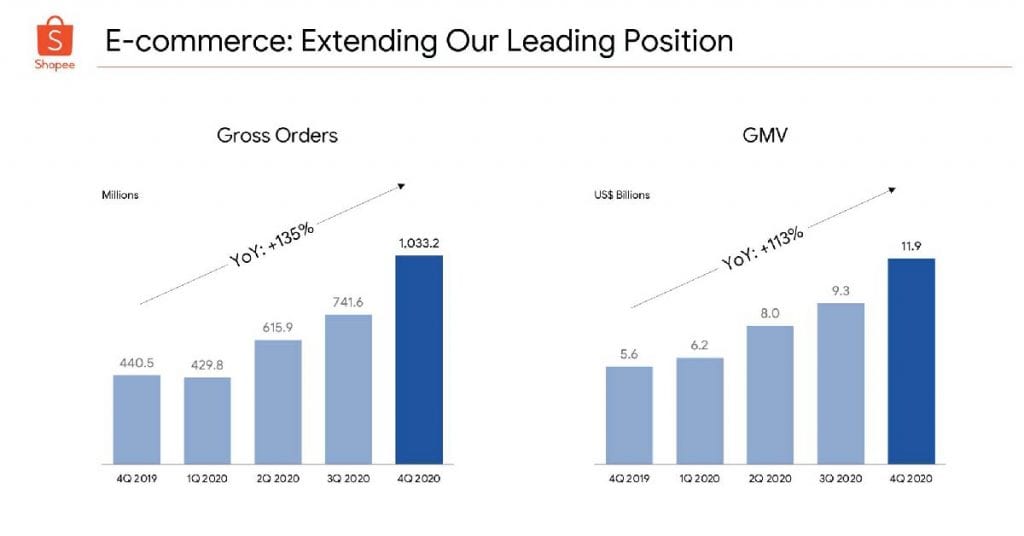 S
Shopee
E-commerce: Extending Our Leading Position
Gross Orders
Millions
YoY: +135%
1,033.2
741.6
615.9
440.5
429.8
4Q 2019
1Q 2020
2Q 2020
3Q 2020
4Q 2020
GMV
US$ Billions
YoY: +113%
11.9
9.3
8.0
6.2
5.6
4Q 2019
1Q 2020
2Q 2020
3Q 2020
4Q 2020